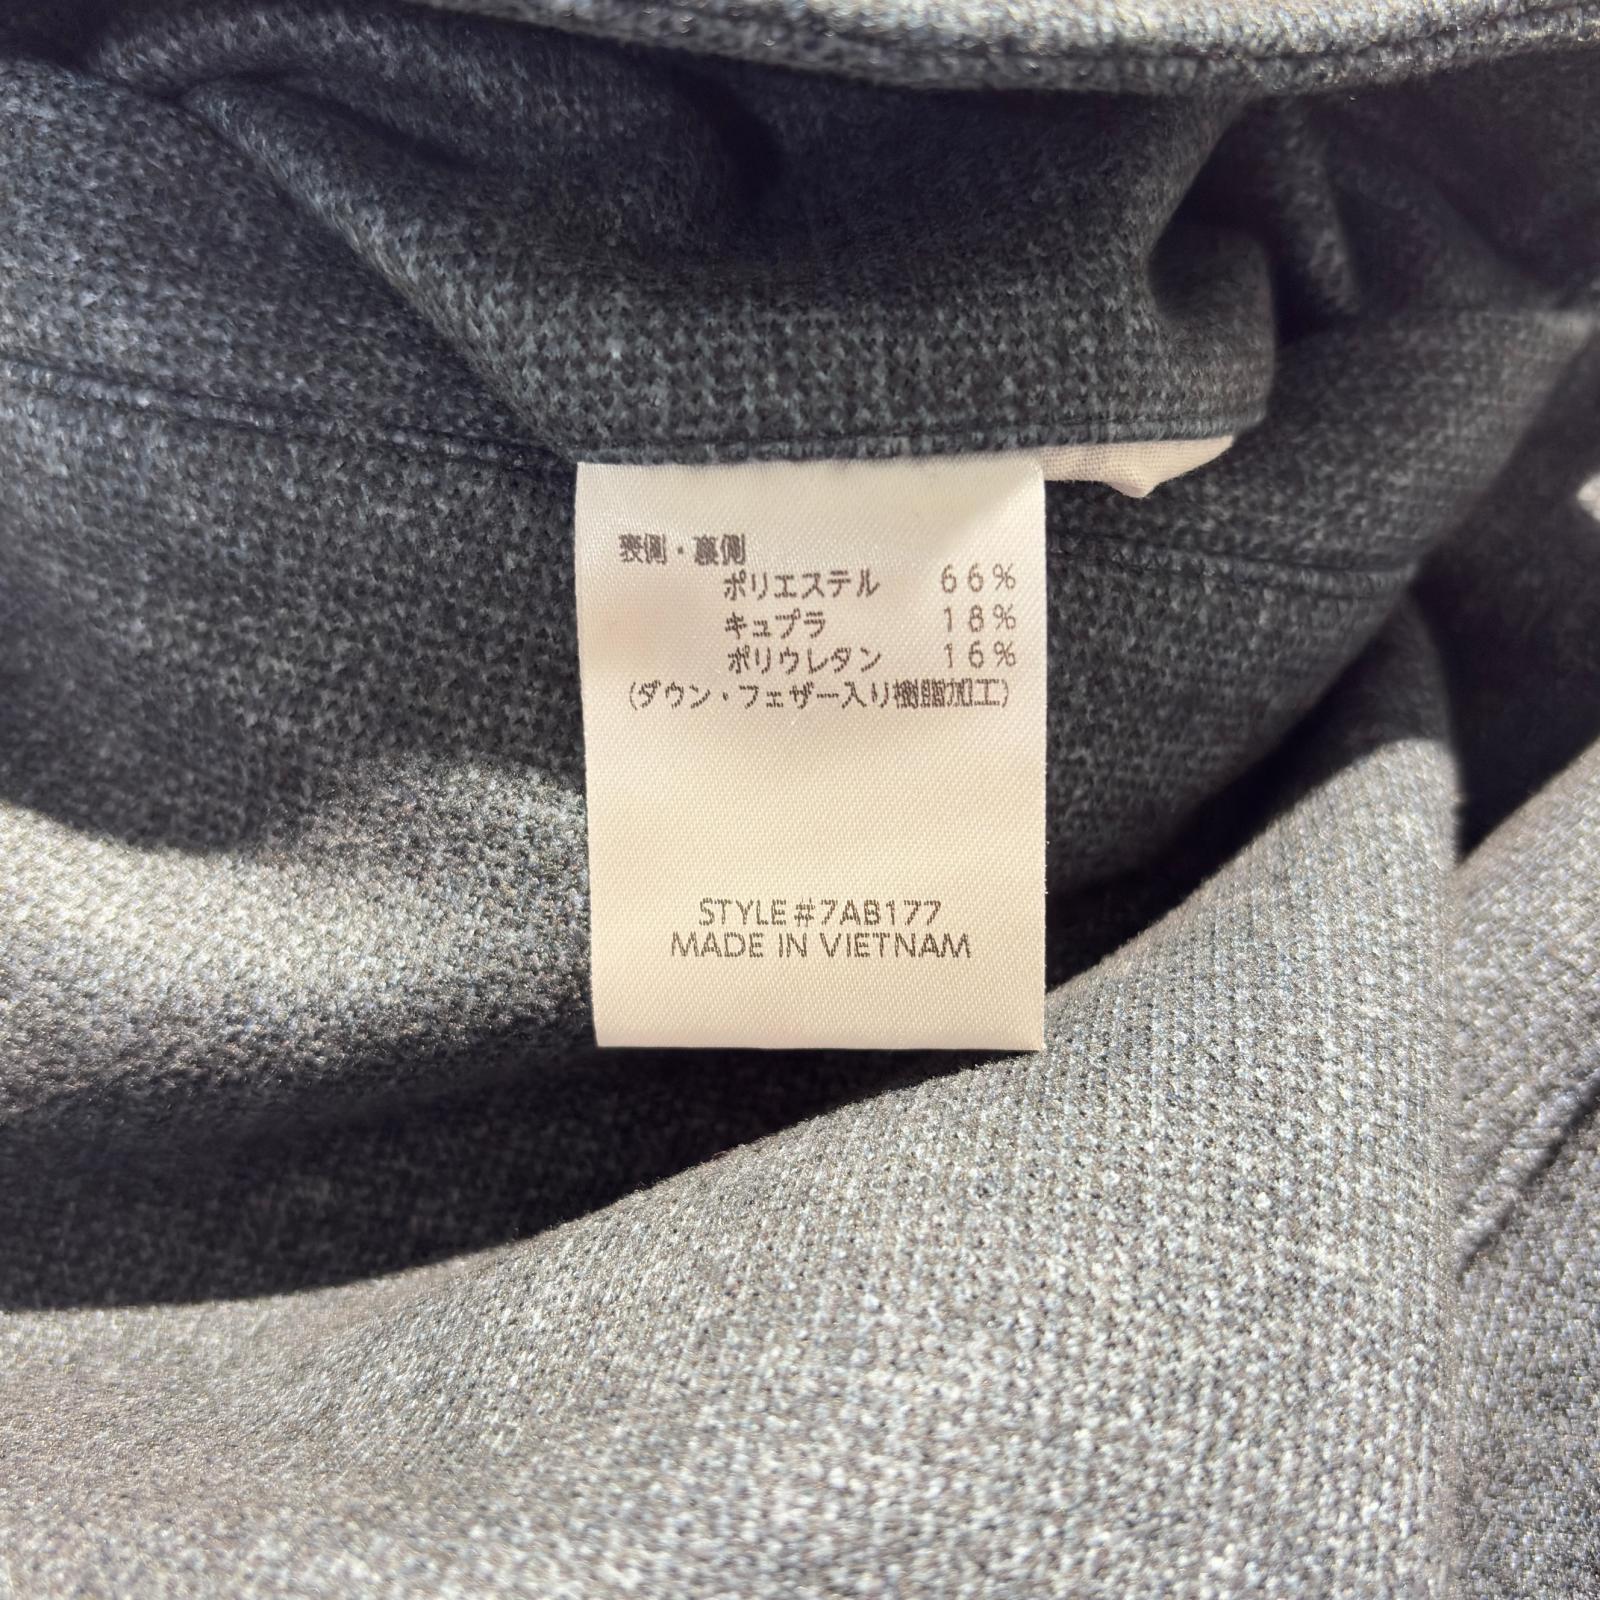 表側・裏側
ポリエステル 66%
キュプラ 18%
ポリウレタン 16%
(ダウン・フェザー入り樹脂加工)
STYLE#7AB177
MADE IN VIETNAM